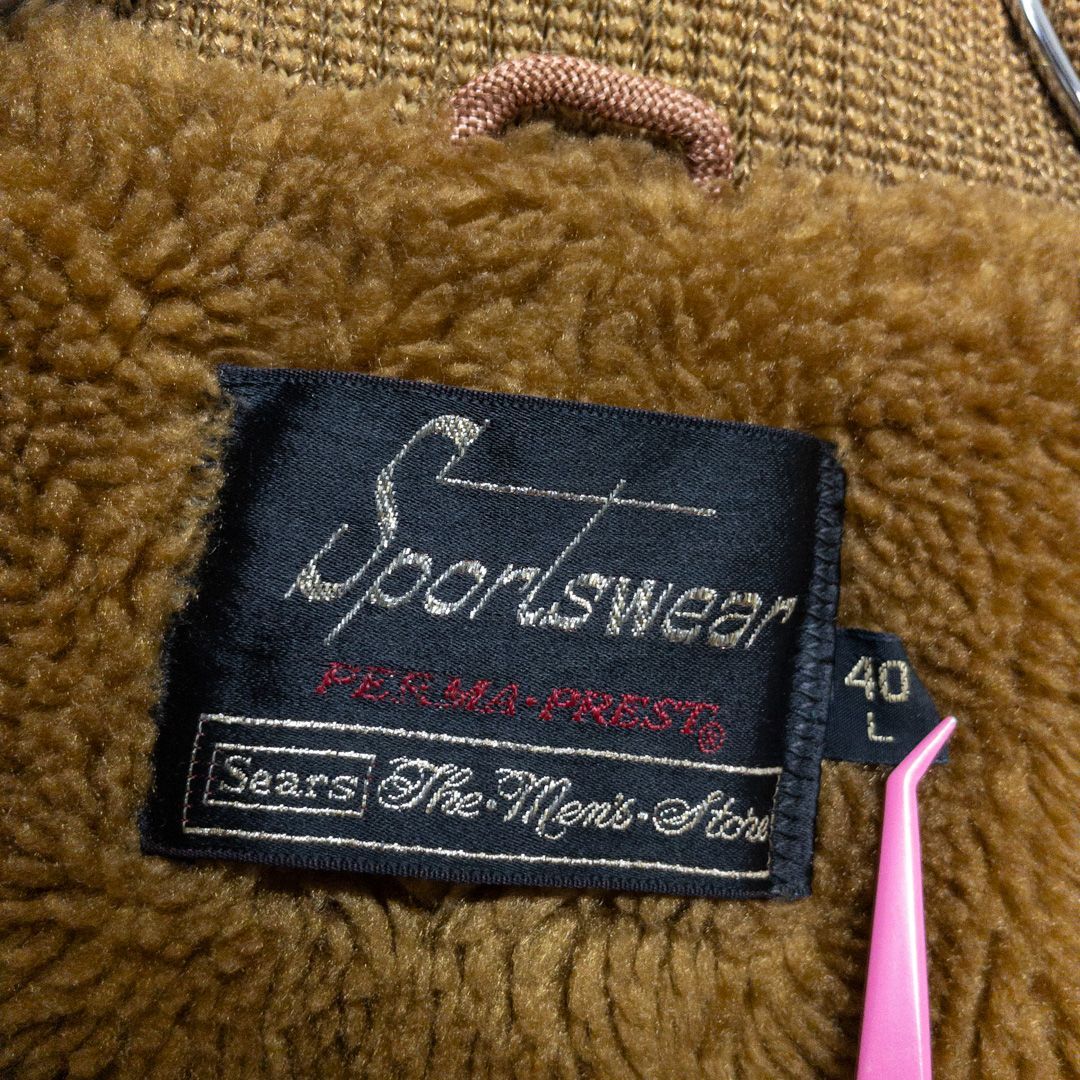 Sportswear
PERMA·PREST®
Sears The·Men's·Store
40
L